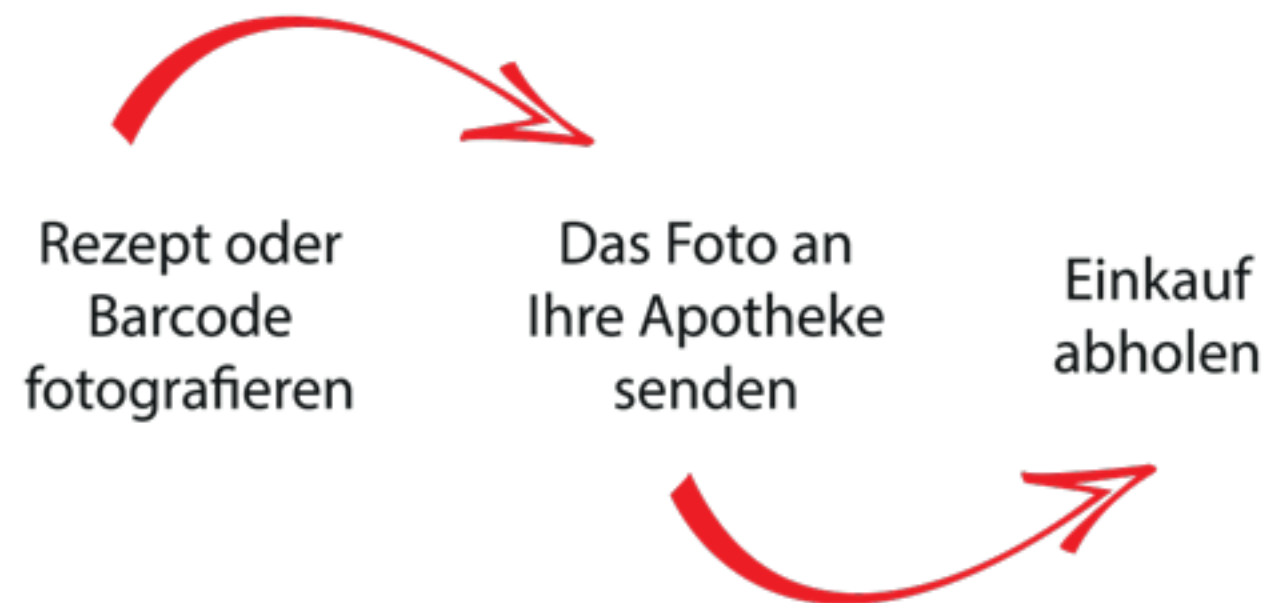 Rezept oder
Barcode
fotografieren
Das Foto an
Ihre Apotheke
senden
Einkauf
abholen